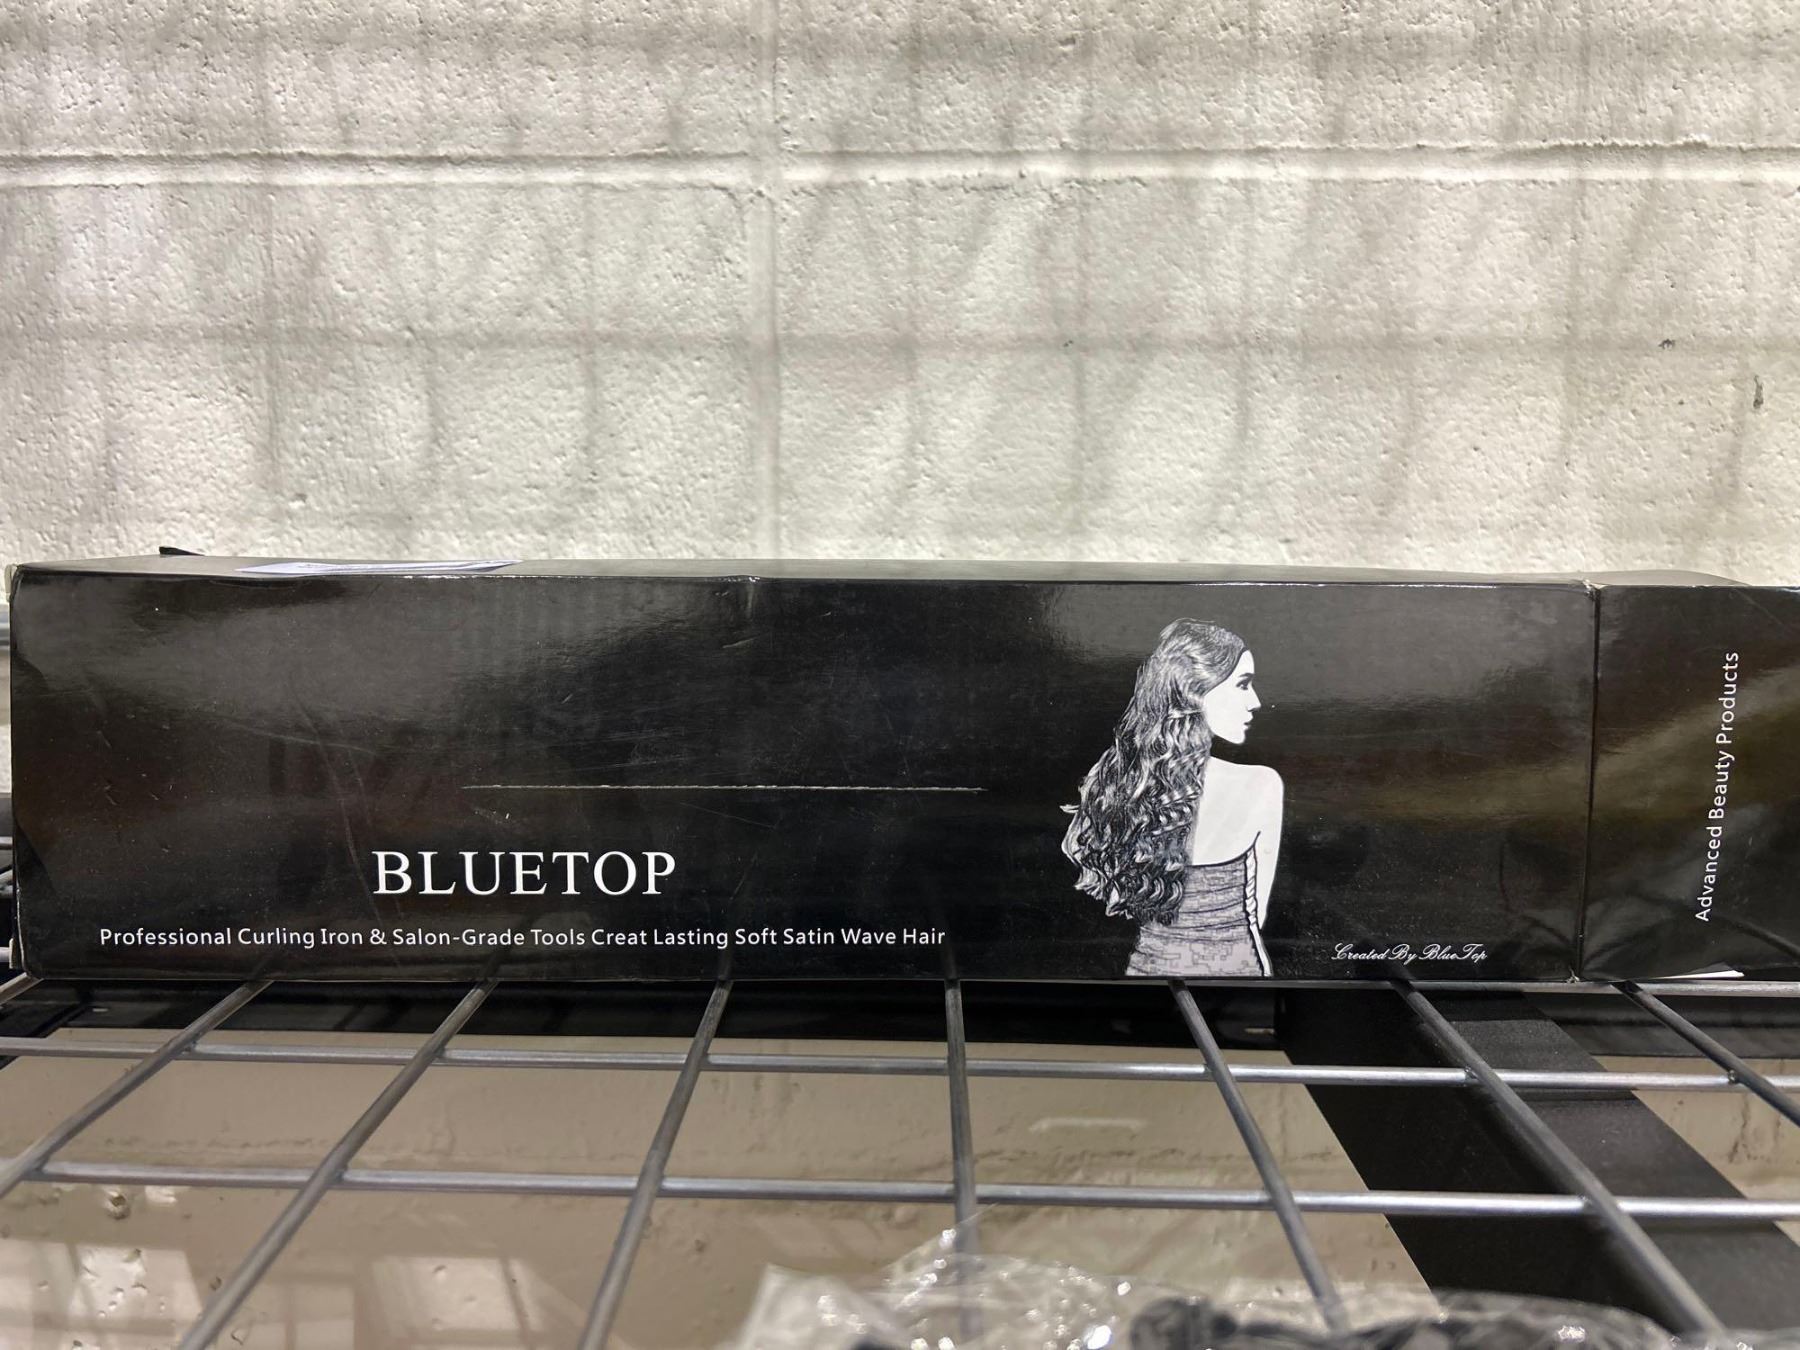 BLUETOP
Professional Curling Iron & Salon-Grade Tools Creat Lasting Soft Satin Wave Hair
Created By BlueTop
Advanced Beauty Products